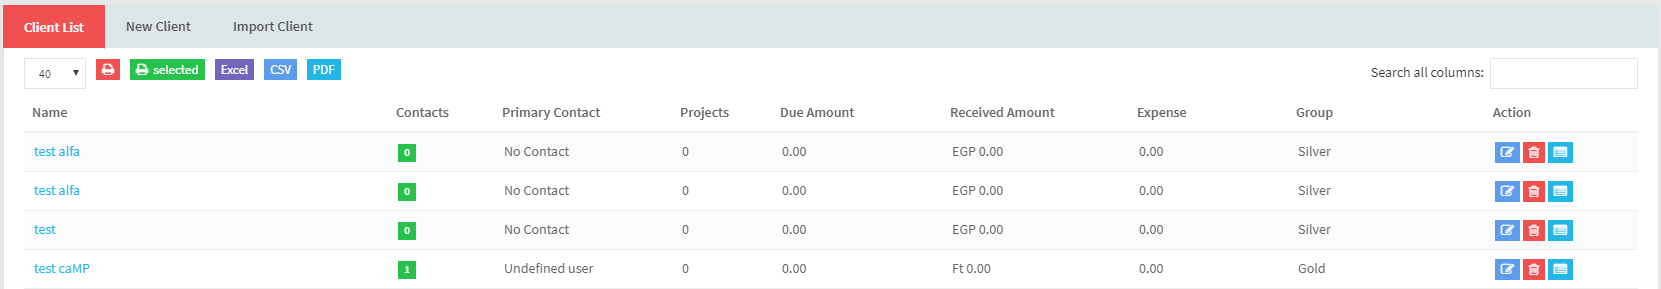 Client List New Client Import Client
40 selected Excel CSV PDF Search all columns:
Name Contacts Primary Contact Projects Due Amount Received Amount Expense Group Action
test alfa 0 No Contact 0 0.00 EGP 0.00 0.00 Silver
test alfa 0 No Contact 0 0.00 EGP 0.00 0.00 Silver
test 0 No Contact 0 0.00 EGP 0.00 0.00 Silver
test caMP 1 Undefined user 0 0.00 Ft 0.00 0.00 Gold